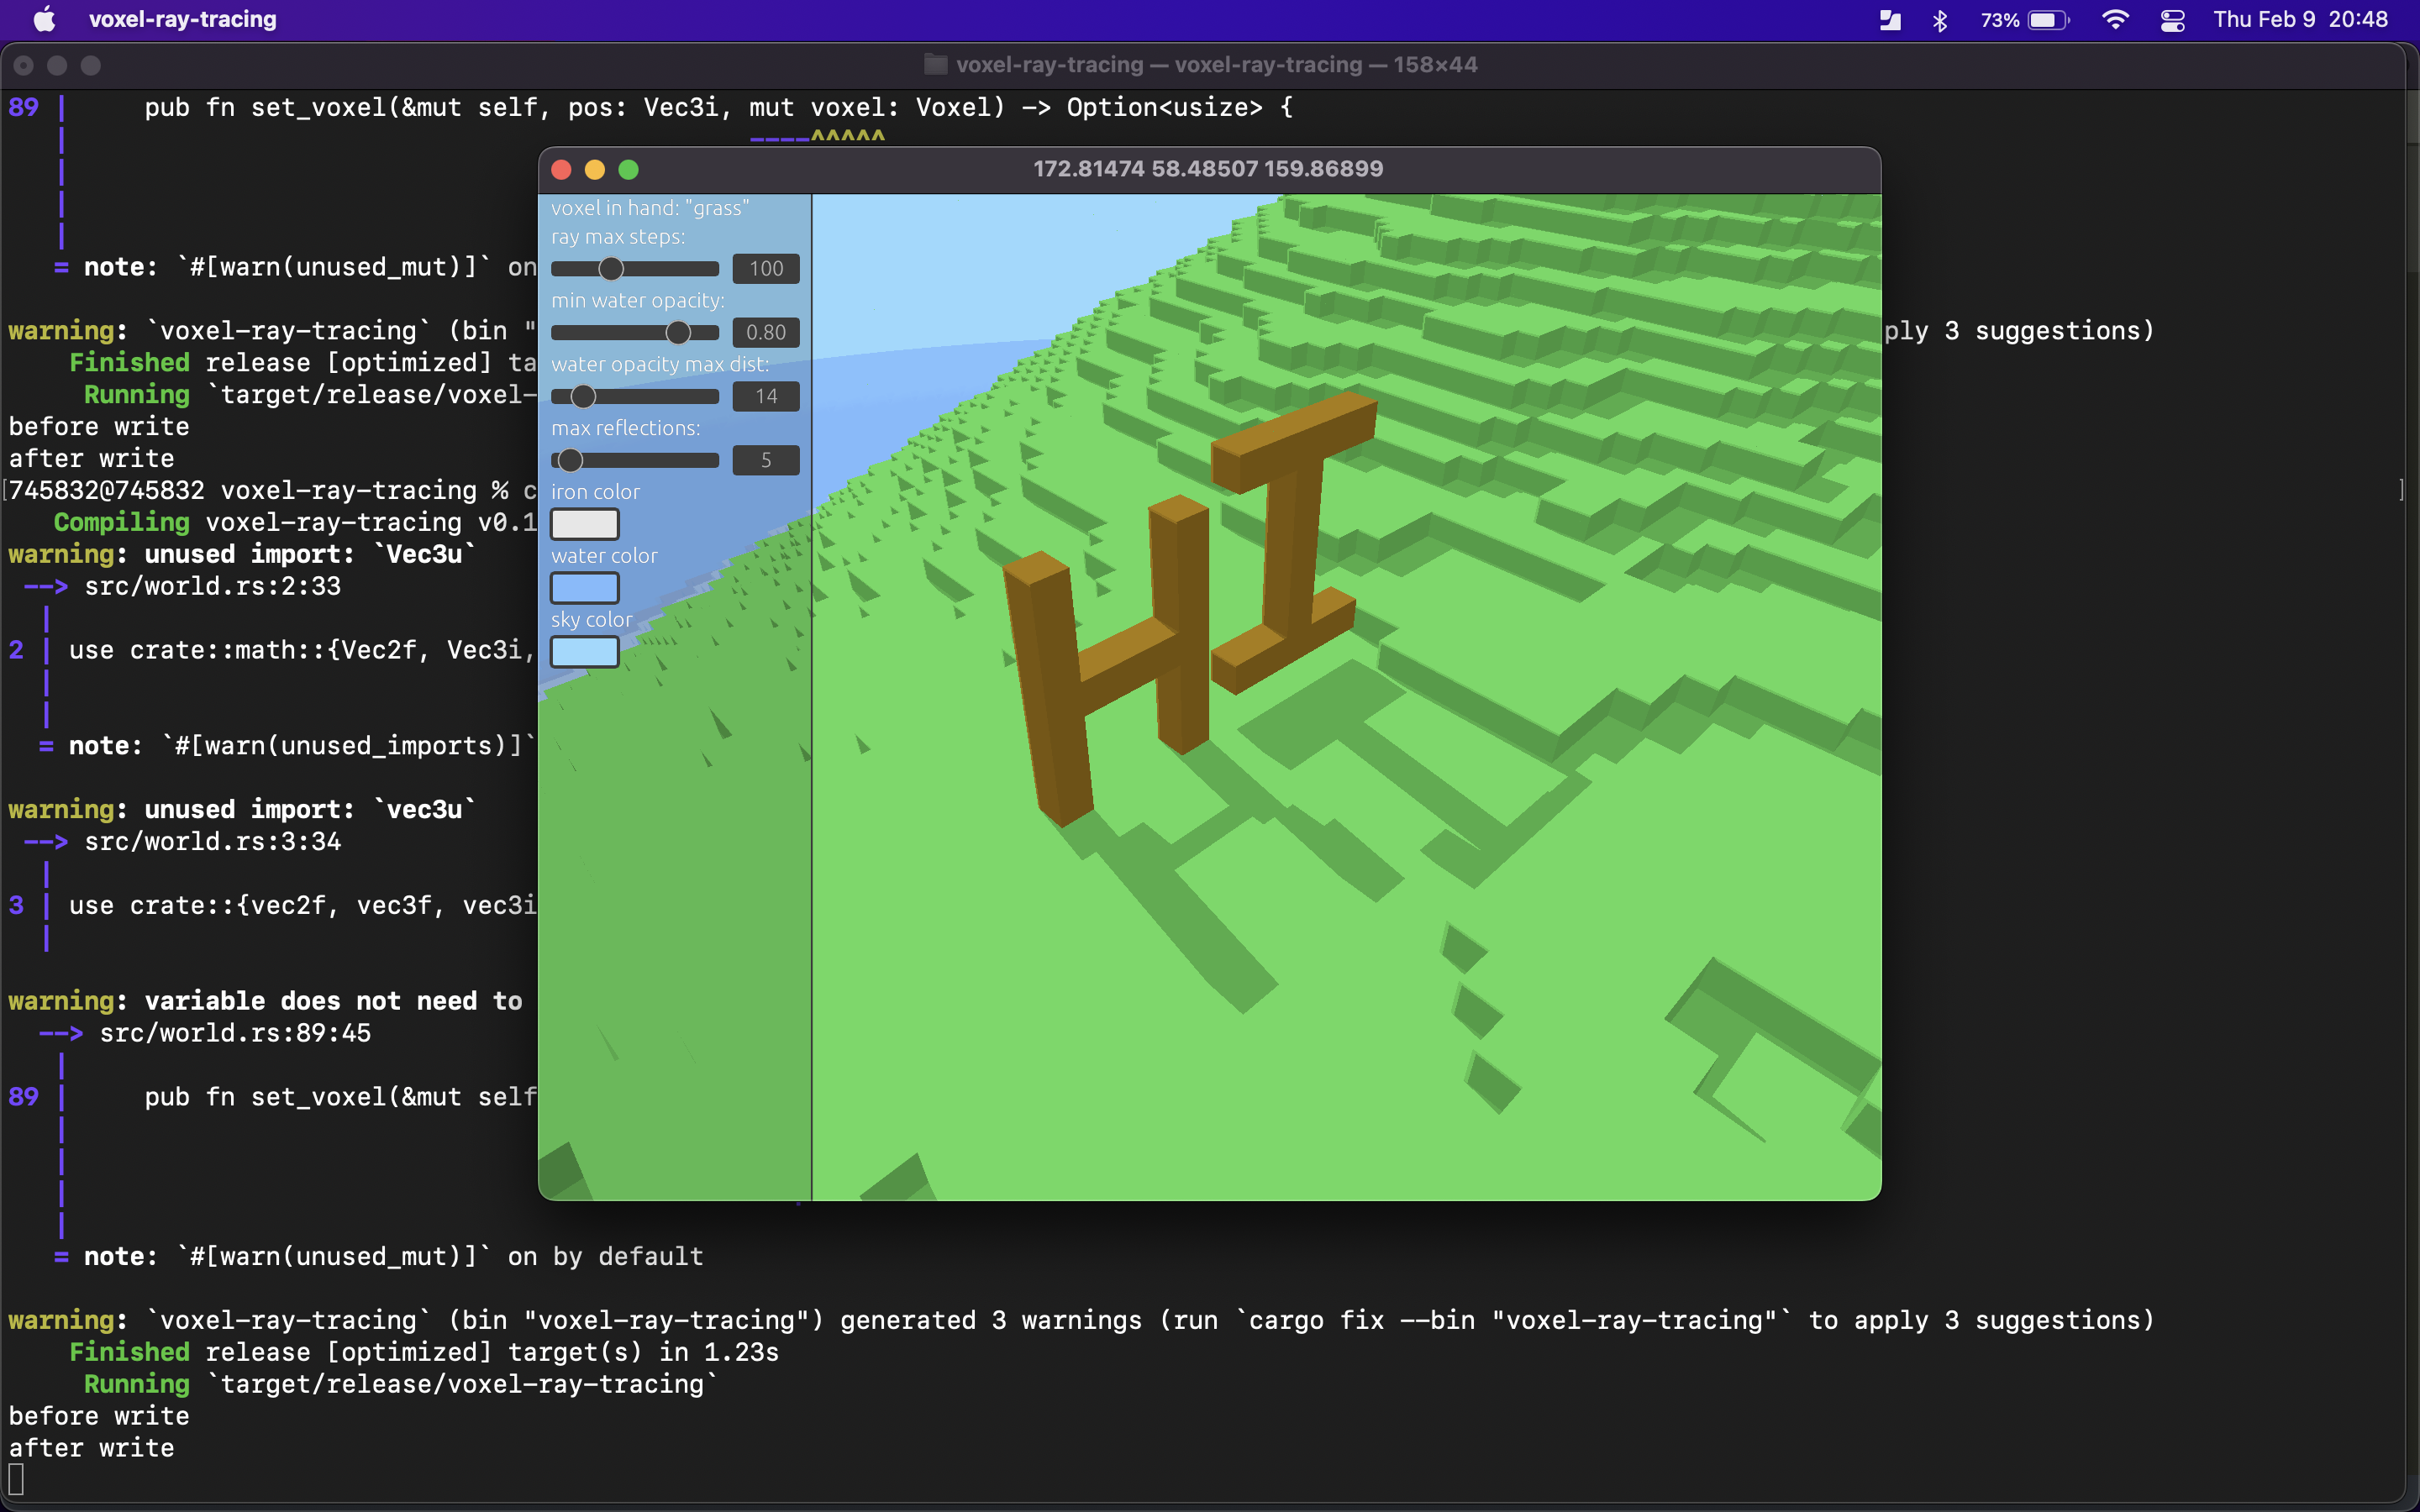 voxel-ray-tracing
73%
Thu Feb 9 20:48
voxel-ray-tracing — voxel-ray-tracing — 158×44
89 | pub fn set_voxel(&mut self, pos: Vec3i, mut voxel: Voxel) -> Option<usize> {
| ----^^^^^
|
|
|
= note: `#[warn(unused_mut)]` on
warning: `voxel-ray-tracing` (bin "
ply 3 suggestions)
Finished release [optimized] ta
Running `target/release/voxel-
before write
after write
[745832@745832 voxel-ray-tracing % c ]
Compiling voxel-ray-tracing v0.1
warning: unused import: `Vec3u`
--> src/world.rs:2:33
|
2 | use crate::math::{Vec2f, Vec3i,
|
|
= note: `#[warn(unused_imports)]`
warning: unused import: `vec3u`
--> src/world.rs:3:34
|
3 | use crate::{vec2f, vec3f, vec3i
|
warning: variable does not need to
--> src/world.rs:89:45
|
89 | pub fn set_voxel(&mut self
|
|
|
|
= note: `#[warn(unused_mut)]` on by default
warning: `voxel-ray-tracing` (bin "voxel-ray-tracing") generated 3 warnings (run `cargo fix --bin "voxel-ray-tracing"` to apply 3 suggestions)
Finished release [optimized] target(s) in 1.23s
Running `target/release/voxel-ray-tracing`
before write
after write
172.81474 58.48507 159.86899
voxel in hand: "grass"
ray max steps:
100
min water opacity:
0.80
water opacity max dist:
14
max reflections:
5
iron color
water color
sky color
HI